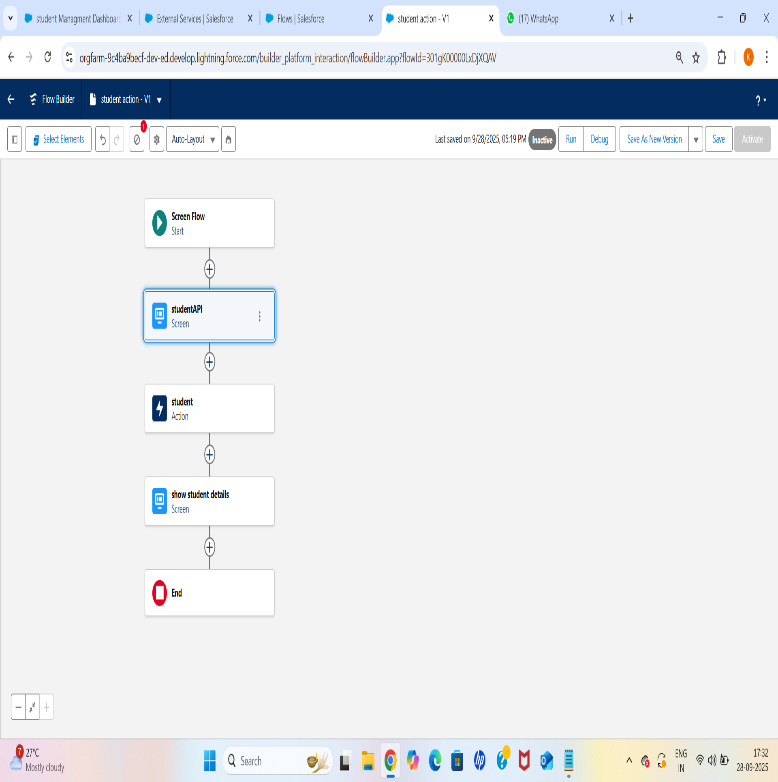 student Managment Dashboar
External Services | Salesforce
Flows | Salesforce
student action - V1
(17) WhatsApp
orgfarm-9c4ba9becf-dev-ed.develop.lightning.force.com/builder_platform_interaction/flowBuilder.app?flowId=301gK00000LxDjXQAV
K
Flow Builder
student action - V1
?
Select Elements
1
Auto-Layout
Last saved on 9/28/2025, 05:19 PM
Inactive
Run
Debug
Save As New Version
Save
Activate
Screen Flow
Start
studentAPI
Screen
student
Action
show student details
Screen
End
7
27°C
Mostly cloudy
Search
ENG
IN
17:32
28-09-2025